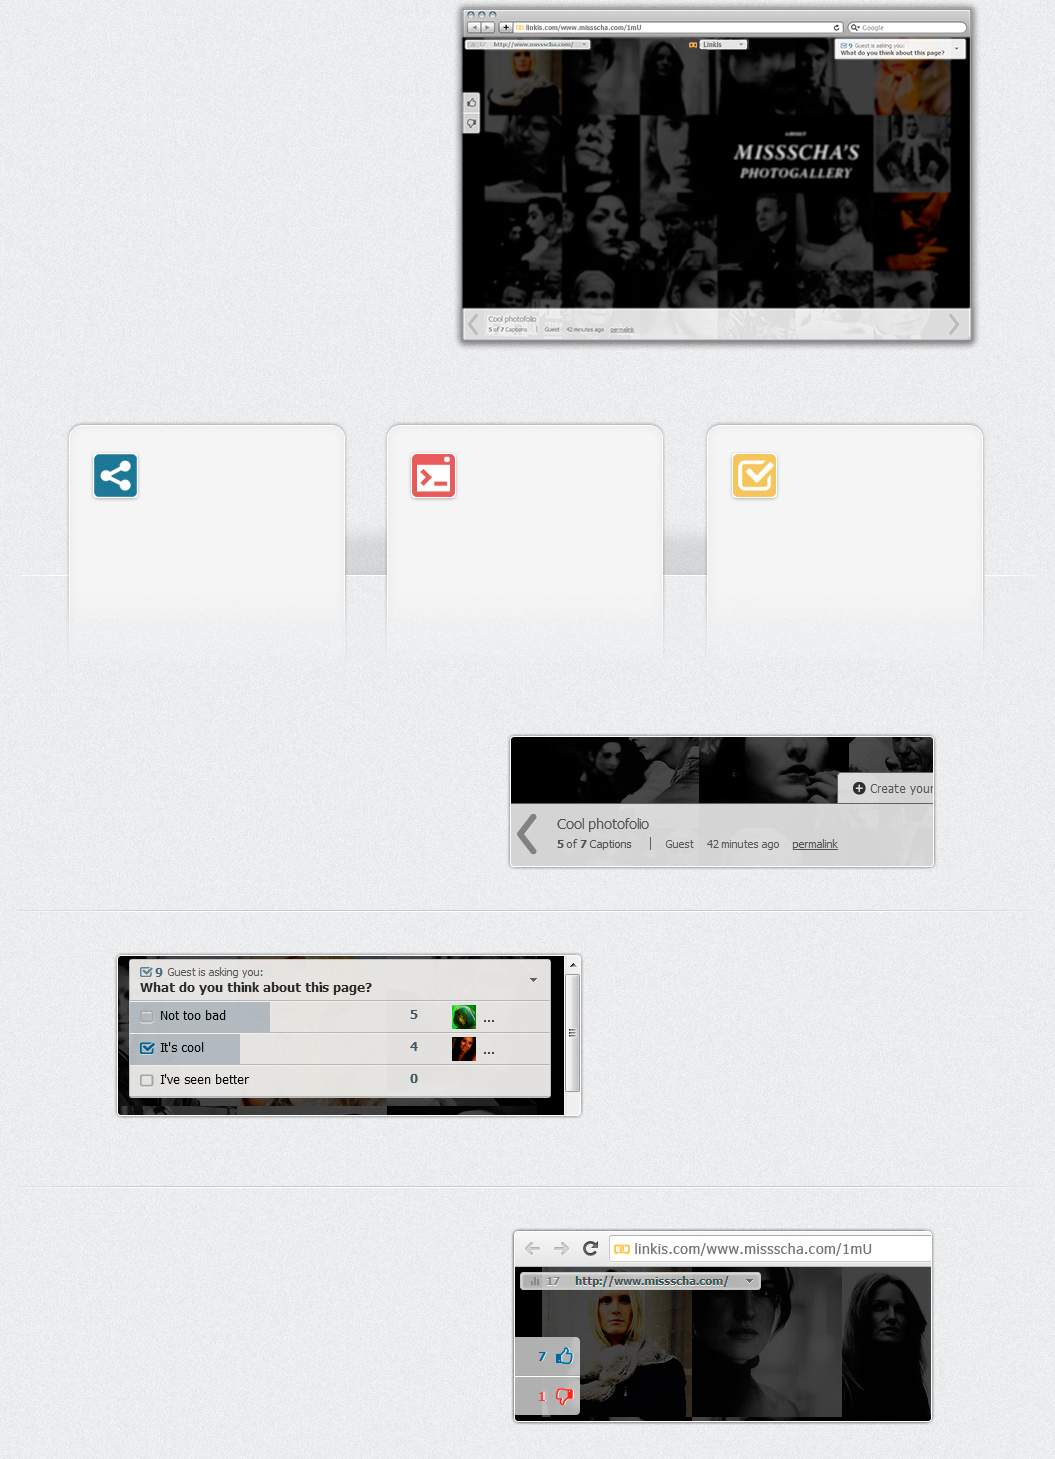 linkis.com/www.missscha.com/1mU
Google
17 http://www.missscha.com/
Linkis
9 Guest is asking you:
What do you think about this page?
ABOUT
MISSSCHA'S
PHOTOGALLERY
Cool photofolio
5 of 7 Captions | Guest 42 minutes ago permalink
Create your
Cool photofolio
5 of 7 Captions | Guest 42 minutes ago permalink
9 Guest is asking you:
What do you think about this page?
Not too bad 5 ...
It's cool 4 ...
I've seen better 0
linkis.com/www.missscha.com/1mU
17 http://www.missscha.com/
7
1